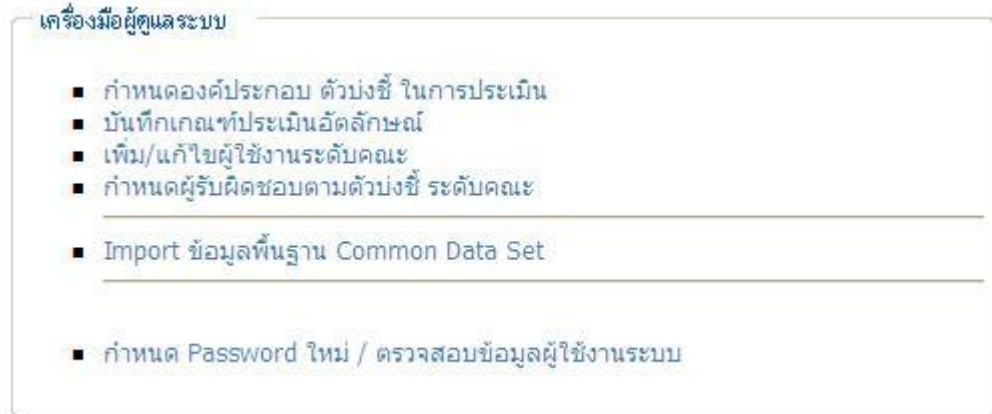 เครื่องมือผู้ดูแลระบบ
กำหนดองค์ประกอบ ตัวบ่งชี้ ในการประเมิน
บันทึกเกณฑ์ประเมินอัตลักษณ์
เพิ่ม/แก้ไขผู้ใช้งานระดับคณะ
กำหนดผู้รับผิดชอบตามตัวบ่งชี้ ระดับคณะ
Import ข้อมูลพื้นฐาน Common Data Set
กำหนด Password ใหม่ / ตรวจสอบข้อมูลผู้ใช้งานระบบ